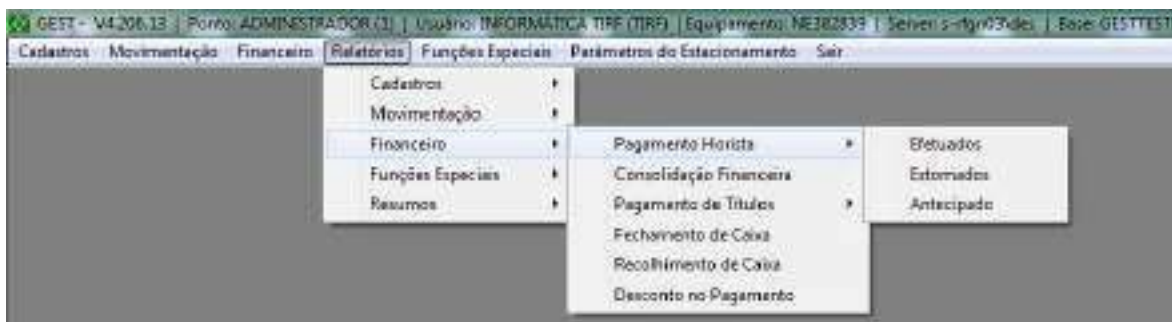 GEST - V4.206.13 | Ponto: ADMINISTRADOR (1) | Usuário: INFORMÁTICA TIRF (TIRF) | Equipamento: NE382839 | Server: | Base: GESTTEST
Cadastros Movimentação Financeiro Relatórios Funções Especiais Parâmetros do Estacionamento Sair
Cadastros
Movimentação
Financeiro Pagamento Horista Efetuados
Funções Especiais Consolidação Financeira Estornados
Resumos Pagamento de Títulos Antecipado
Fechamento de Caixa
Recolhimento de Caixa
Desconto no Pagamento